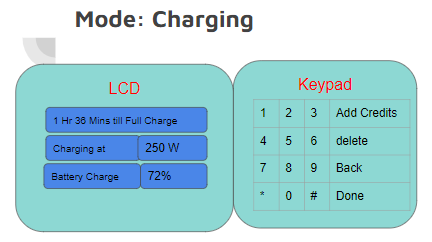 Mode: Charging
LCD
1 Hr 36 Mins till Full Charge
Charging at 250 W
Battery Charge 72%
Keypad
1 2 3 Add Credits
4 5 6 delete
7 8 9 Back
* 0 # Done